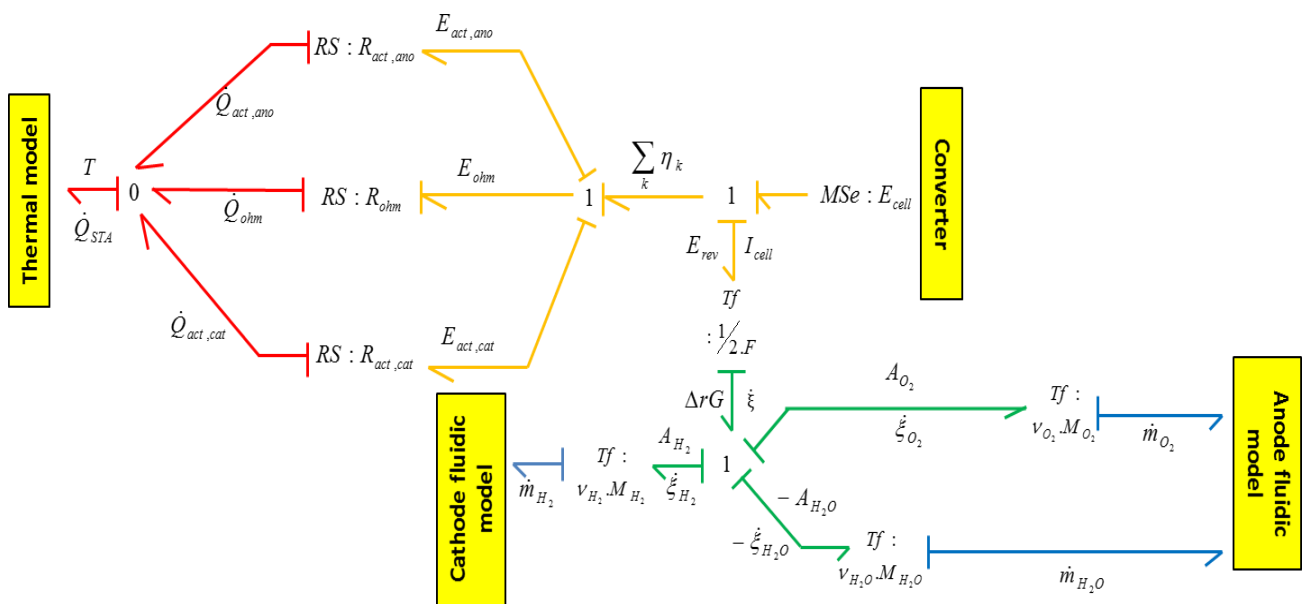 Thermal model
T
Q̇_STA
0
Q̇_act,ano
Q̇_ohm
Q̇_act,cat
RS : R_act,ano
RS : R_ohm
RS : R_act,cat
E_act,ano
E_ohm
E_act,cat
1
∑_k η_k
1
MSe : E_cell
Converter
E_rev
I_cell
Tf
: 1/2.F
ΔrG
ξ̇
1
A_H₂
ξ̇_H₂
Tf :
ν_H₂.M_H₂
ṁ_H₂
Cathode fluidic
model
A_O₂
ξ̇_O₂
Tf :
ν_O₂.M_O₂
ṁ_O₂
− A_H₂O
− ξ̇_H₂O
Tf :
ν_H₂O.M_H₂O
ṁ_H₂O
Anode fluidic
model